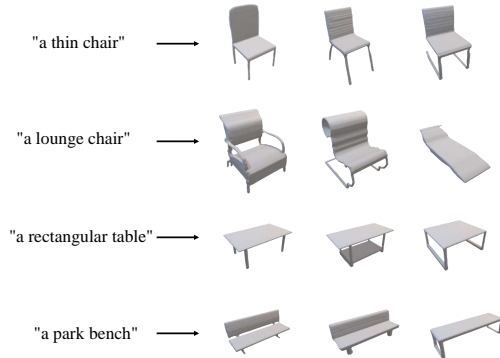 "a thin chair"
"a lounge chair"
"a rectangular table"
"a park bench"